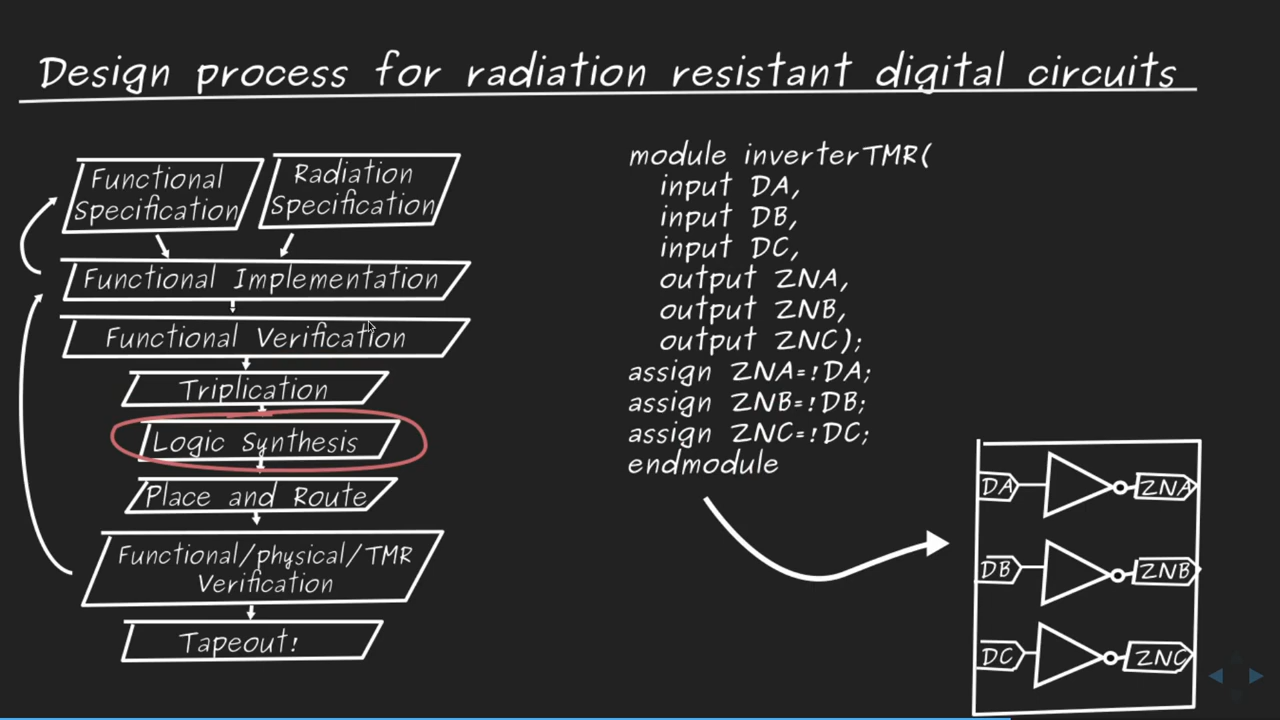 Design process for radiation resistant digital circuits
Functional
Specification
Radiation
Specification
Functional Implementation
Functional Verification
Triplication
Logic Synthesis
Place and Route
Functional/physical/TMR
Verification
Tapeout!
module inverterTMR(
input DA,
input DB,
input DC,
output ZNA,
output ZNB,
output ZNC);
assign ZNA=!DA;
assign ZNB=!DB;
assign ZNC=!DC;
endmodule
DA
ZNA
DB
ZNB
DC
ZNC